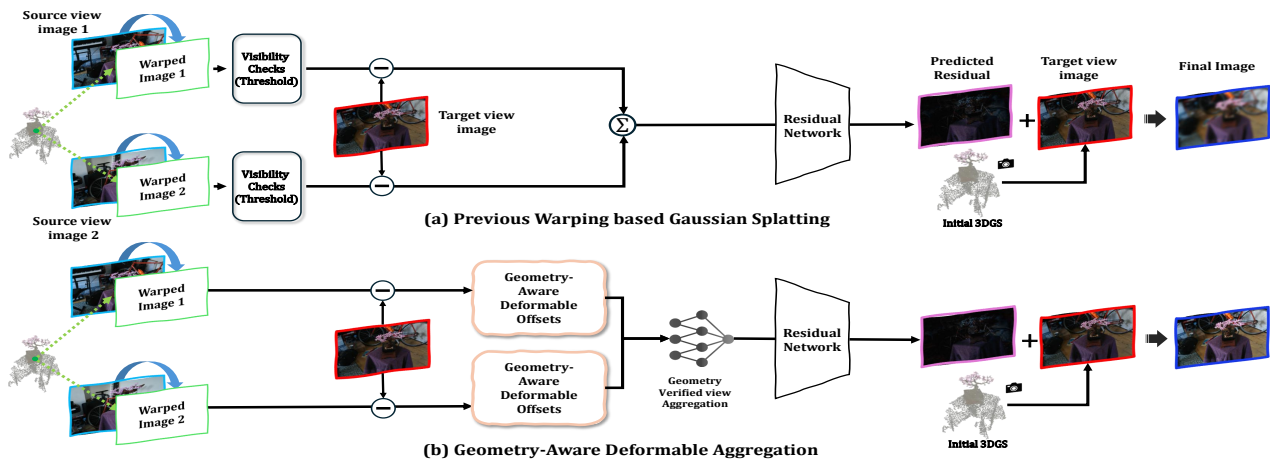 Source view
image 1
Warped
Image 1
Visibility
Checks
(Threshold)
Target view
image
Warped
Image 2
Visibility
Checks
(Threshold)
Source view
image 2
Σ
Residual
Network
Predicted
Residual
Target view
image
Final Image
Initial 3DGS
(a) Previous Warping based Gaussian Splatting
Warped
Image 1
Geometry-
Aware
Deformable
Offsets
Warped
Image 2
Geometry-
Aware
Deformable
Offsets
Geometry
Verified view
Aggregation
Residual
Network
Initial 3DGS
(b) Geometry-Aware Deformable Aggregation